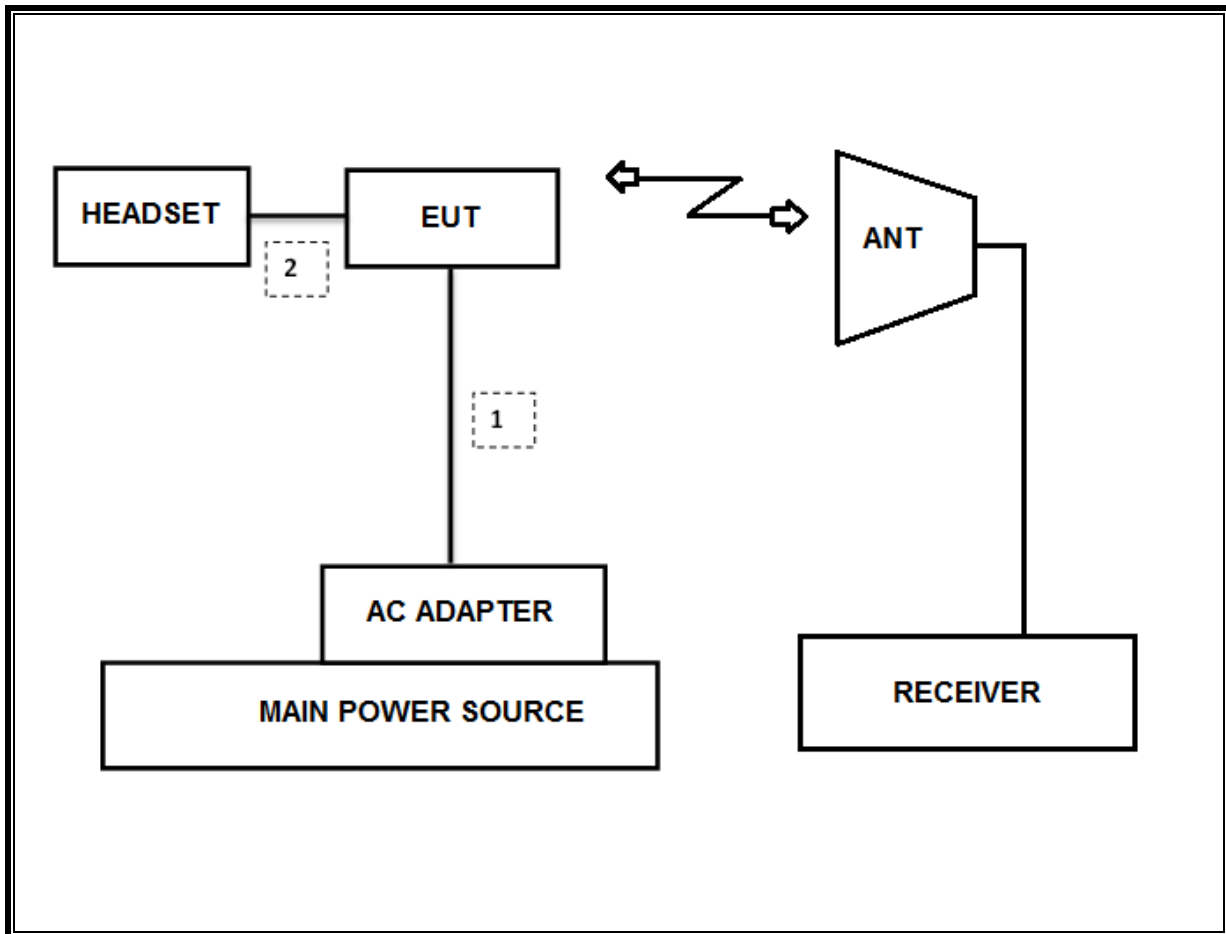 HEADSET
EUT
ANT
2
1
AC ADAPTER
MAIN POWER SOURCE
RECEIVER